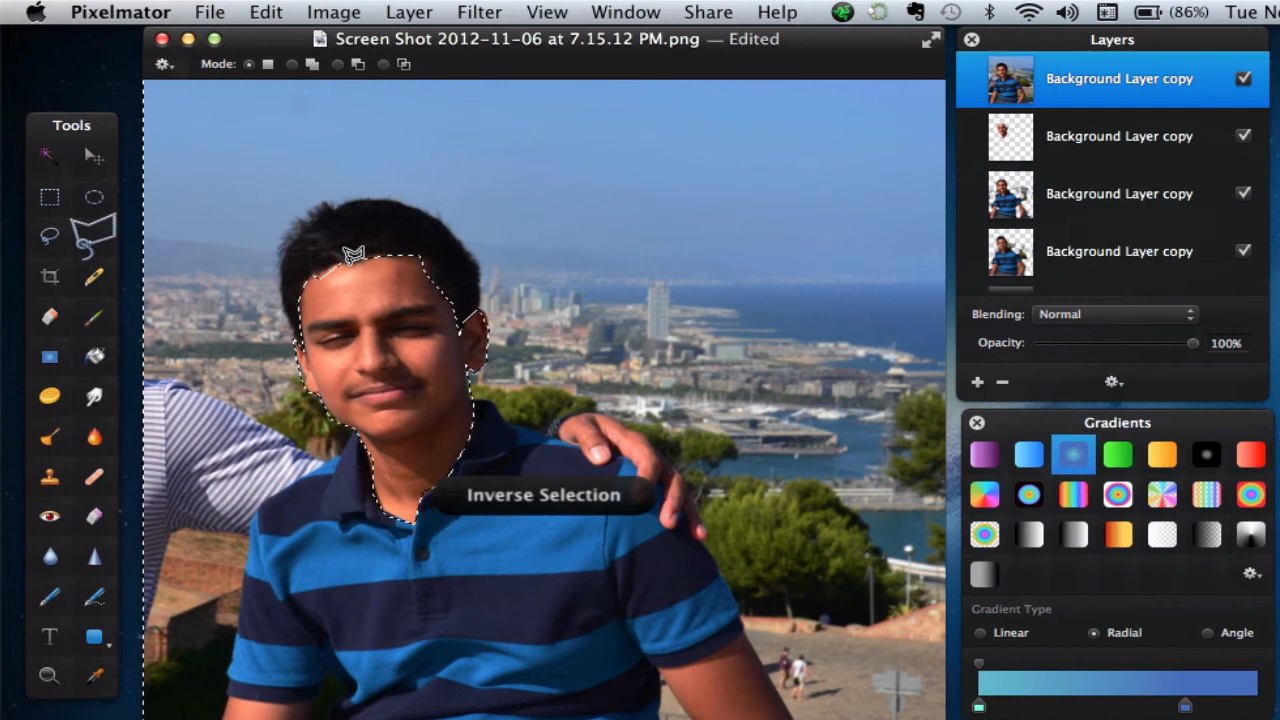 Pixelmator File Edit Image Layer Filter View Window Share Help (86%) Tue N
Screen Shot 2012-11-06 at 7.15.12 PM.png — Edited
Mode:
Tools
T
Inverse Selection
Layers
Background Layer copy
Background Layer copy
Background Layer copy
Background Layer copy
Blending: Normal
Opacity: 100%
Gradients
Gradient Type
Linear Radial Angle